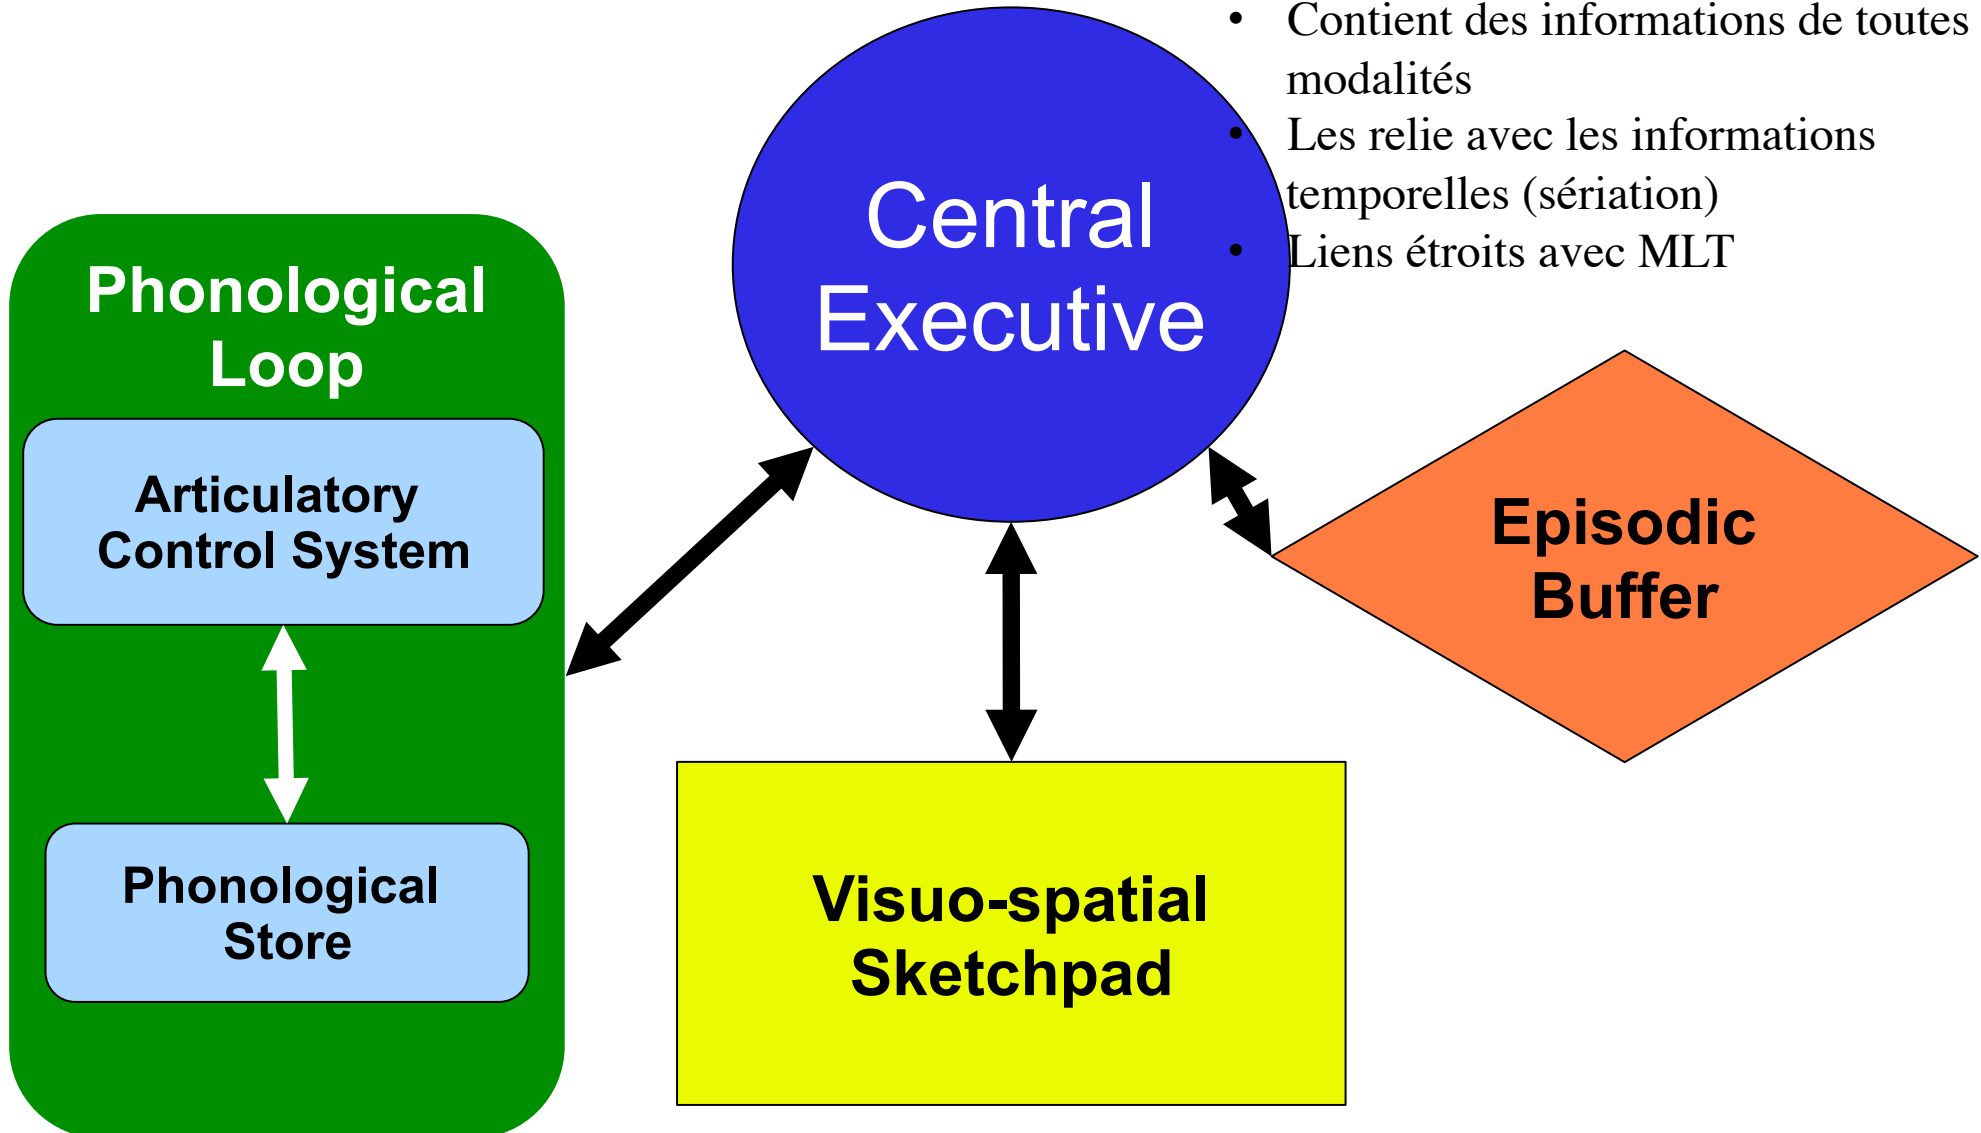 • Contient des informations de toutes
modalités
• Les relie avec les informations
temporelles (sériation)
• Liens étroits avec MLT
Central
Executive
Phonological
Loop
Articulatory
Control System
Phonological
Store
Episodic
Buffer
Visuo-spatial
Sketchpad